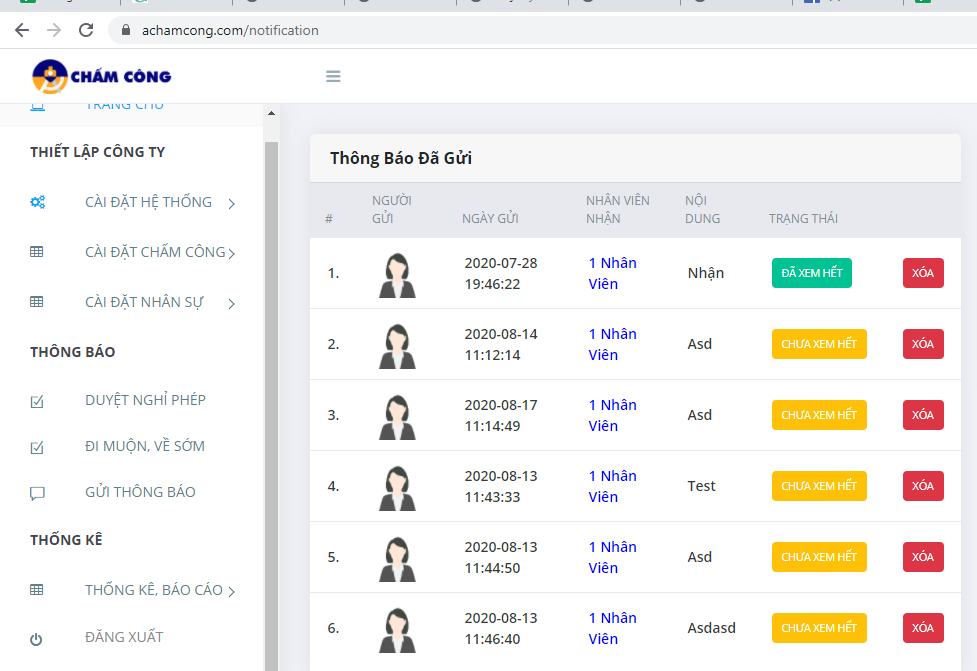 achamcong.com/notification
CHẤM CÔNG
TRANG CHỦ
THIẾT LẬP CÔNG TY
CÀI ĐẶT HỆ THỐNG
CÀI ĐẶT CHẤM CÔNG
CÀI ĐẶT NHÂN SỰ
THÔNG BÁO
DUYỆT NGHỈ PHÉP
ĐI MUỘN, VỀ SỚM
GỬI THÔNG BÁO
THỐNG KÊ
THỐNG KÊ, BÁO CÁO
ĐĂNG XUẤT
Thông Báo Đã Gửi
# NGƯỜI GỬI NGÀY GỬI NHÂN VIÊN NHẬN NỘI DUNG TRẠNG THÁI
1. 2020-07-28 19:46:22 1 Nhân Viên Nhận ĐÃ XEM HẾT XÓA
2. 2020-08-14 11:12:14 1 Nhân Viên Asd CHƯA XEM HẾT XÓA
3. 2020-08-17 11:14:49 1 Nhân Viên Asd CHƯA XEM HẾT XÓA
4. 2020-08-13 11:43:33 1 Nhân Viên Test CHƯA XEM HẾT XÓA
5. 2020-08-13 11:44:50 1 Nhân Viên Asd CHƯA XEM HẾT XÓA
6. 2020-08-13 11:46:40 1 Nhân Viên Asdasd CHƯA XEM HẾT XÓA